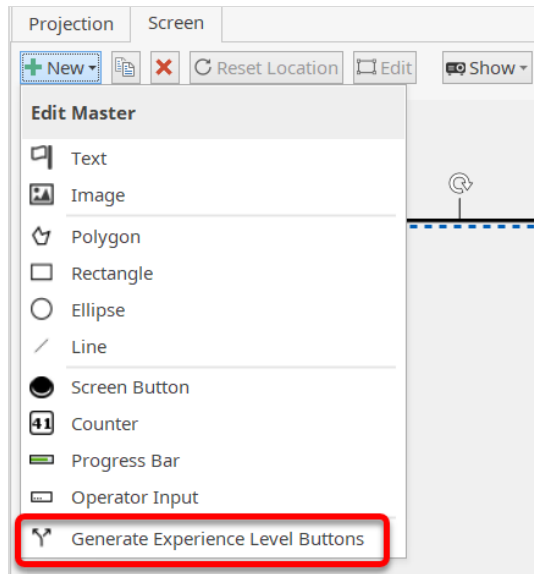 Projection Screen
New Reset Location Edit Show
Edit Master
Text
Image
Polygon
Rectangle
Ellipse
Line
Screen Button
41 Counter
Progress Bar
Operator Input
Generate Experience Level Buttons